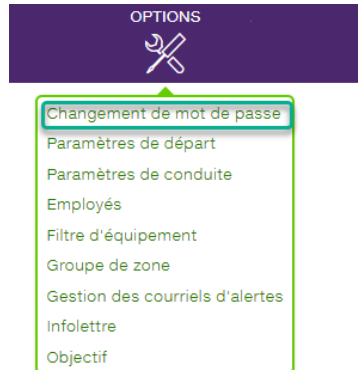 OPTIONS
Changement de mot de passe
Paramètres de départ
Paramètres de conduite
Employés
Filtre d'équipement
Groupe de zone
Gestion des courriels d'alertes
Infolettre
Objectif